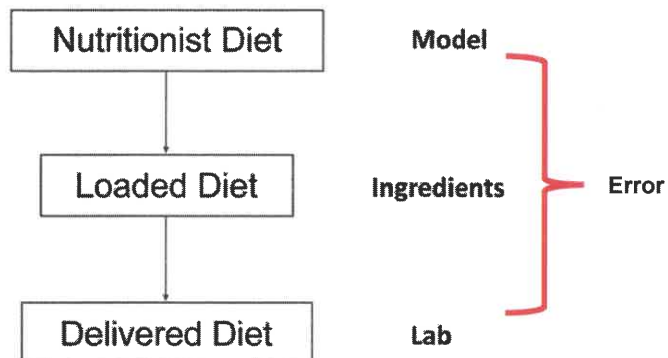 Nutritionist Diet
Model
Loaded Diet
Ingredients
Error
Delivered Diet
Lab